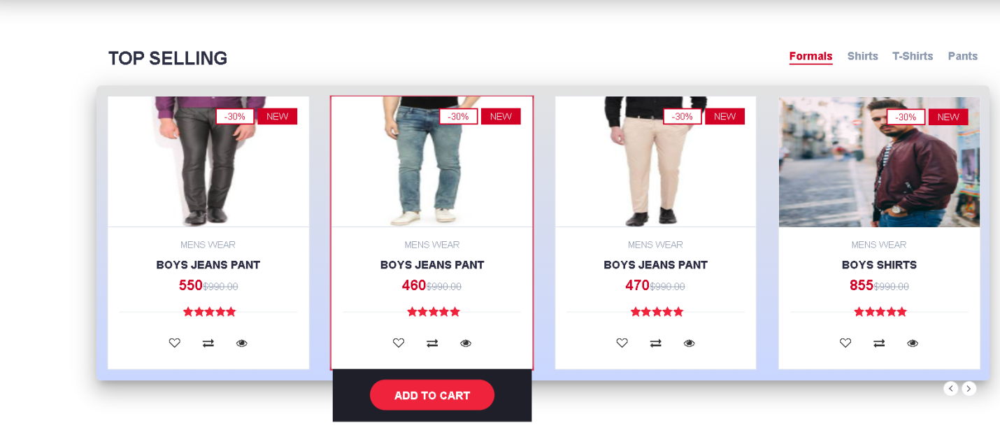 TOP SELLING
Formals Shirts T-Shirts Pants
-30% NEW
MENS WEAR
BOYS JEANS PANT
550$990.00
-30% NEW
MENS WEAR
BOYS JEANS PANT
460$990.00
ADD TO CART
-30% NEW
MENS WEAR
BOYS JEANS PANT
470$990.00
-30% NEW
MENS WEAR
BOYS SHIRTS
855$990.00